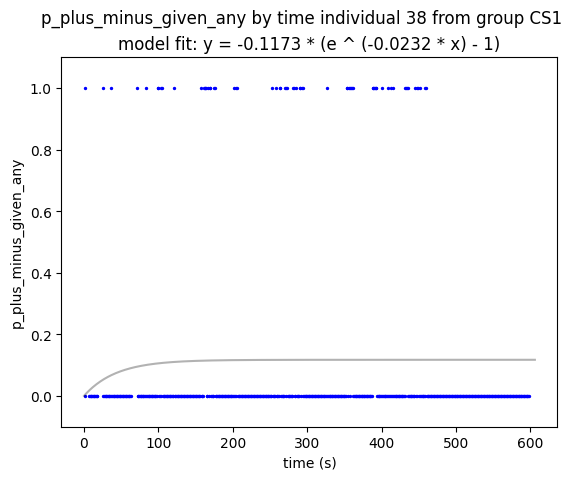 p_plus_minus_given_any by time individual 38 from group CS1
model fit: y = -0.1173 * (e ^ (-0.0232 * x) - 1)
1.0
0.8
0.6
0.4
0.2
0.0
p_plus_minus_given_any
0 100 200 300 400 500 600
time (s)